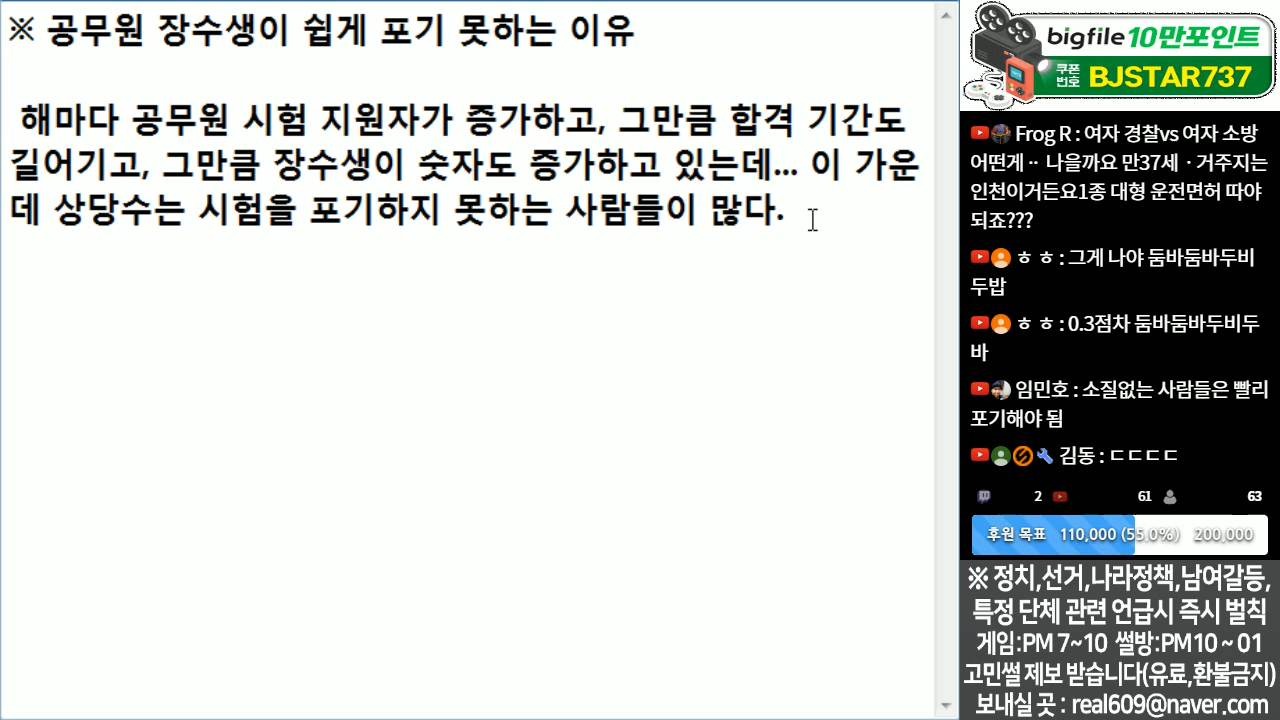 ※ 공무원 장수생이 쉽게 포기 못하는 이유
해마다 공무원 시험 지원자가 증가하고, 그만큼 합격 기간도
길어기고, 그만큼 장수생이 숫자도 증가하고 있는데... 이 가운
데 상당수는 시험을 포기하지 못하는 사람들이 많다.
bigfile10만포인트
쿠폰
번호 BJSTAR737
Frog R : 여자 경찰vs 여자 소방
어떤게 ·· 나을까요 만37세 · 거주지는
인천이거든요1종 대형 운전면허 따야
되죠???
ㅎ ㅎ : 그게 나야 둠바둠바두비
두밥
ㅎ ㅎ : 0.3점차 둠바둠바두비두
바
임민호 : 소질없는 사람들은 빨리
포기해야 됨
김동 : ㄷㄷㄷㄷ
2 61 63
후원 목표 110,000 (55.0%) 200,000
※ 정치,선거,나라정책,남여갈등,
특정 단체 관련 언급시 즉시 벌칙
게임:PM 7~10 썰방:PM10 ~ 01
고민썰 제보 받습니다(유료,환불금지)
보내실 곳 : real609@naver.com